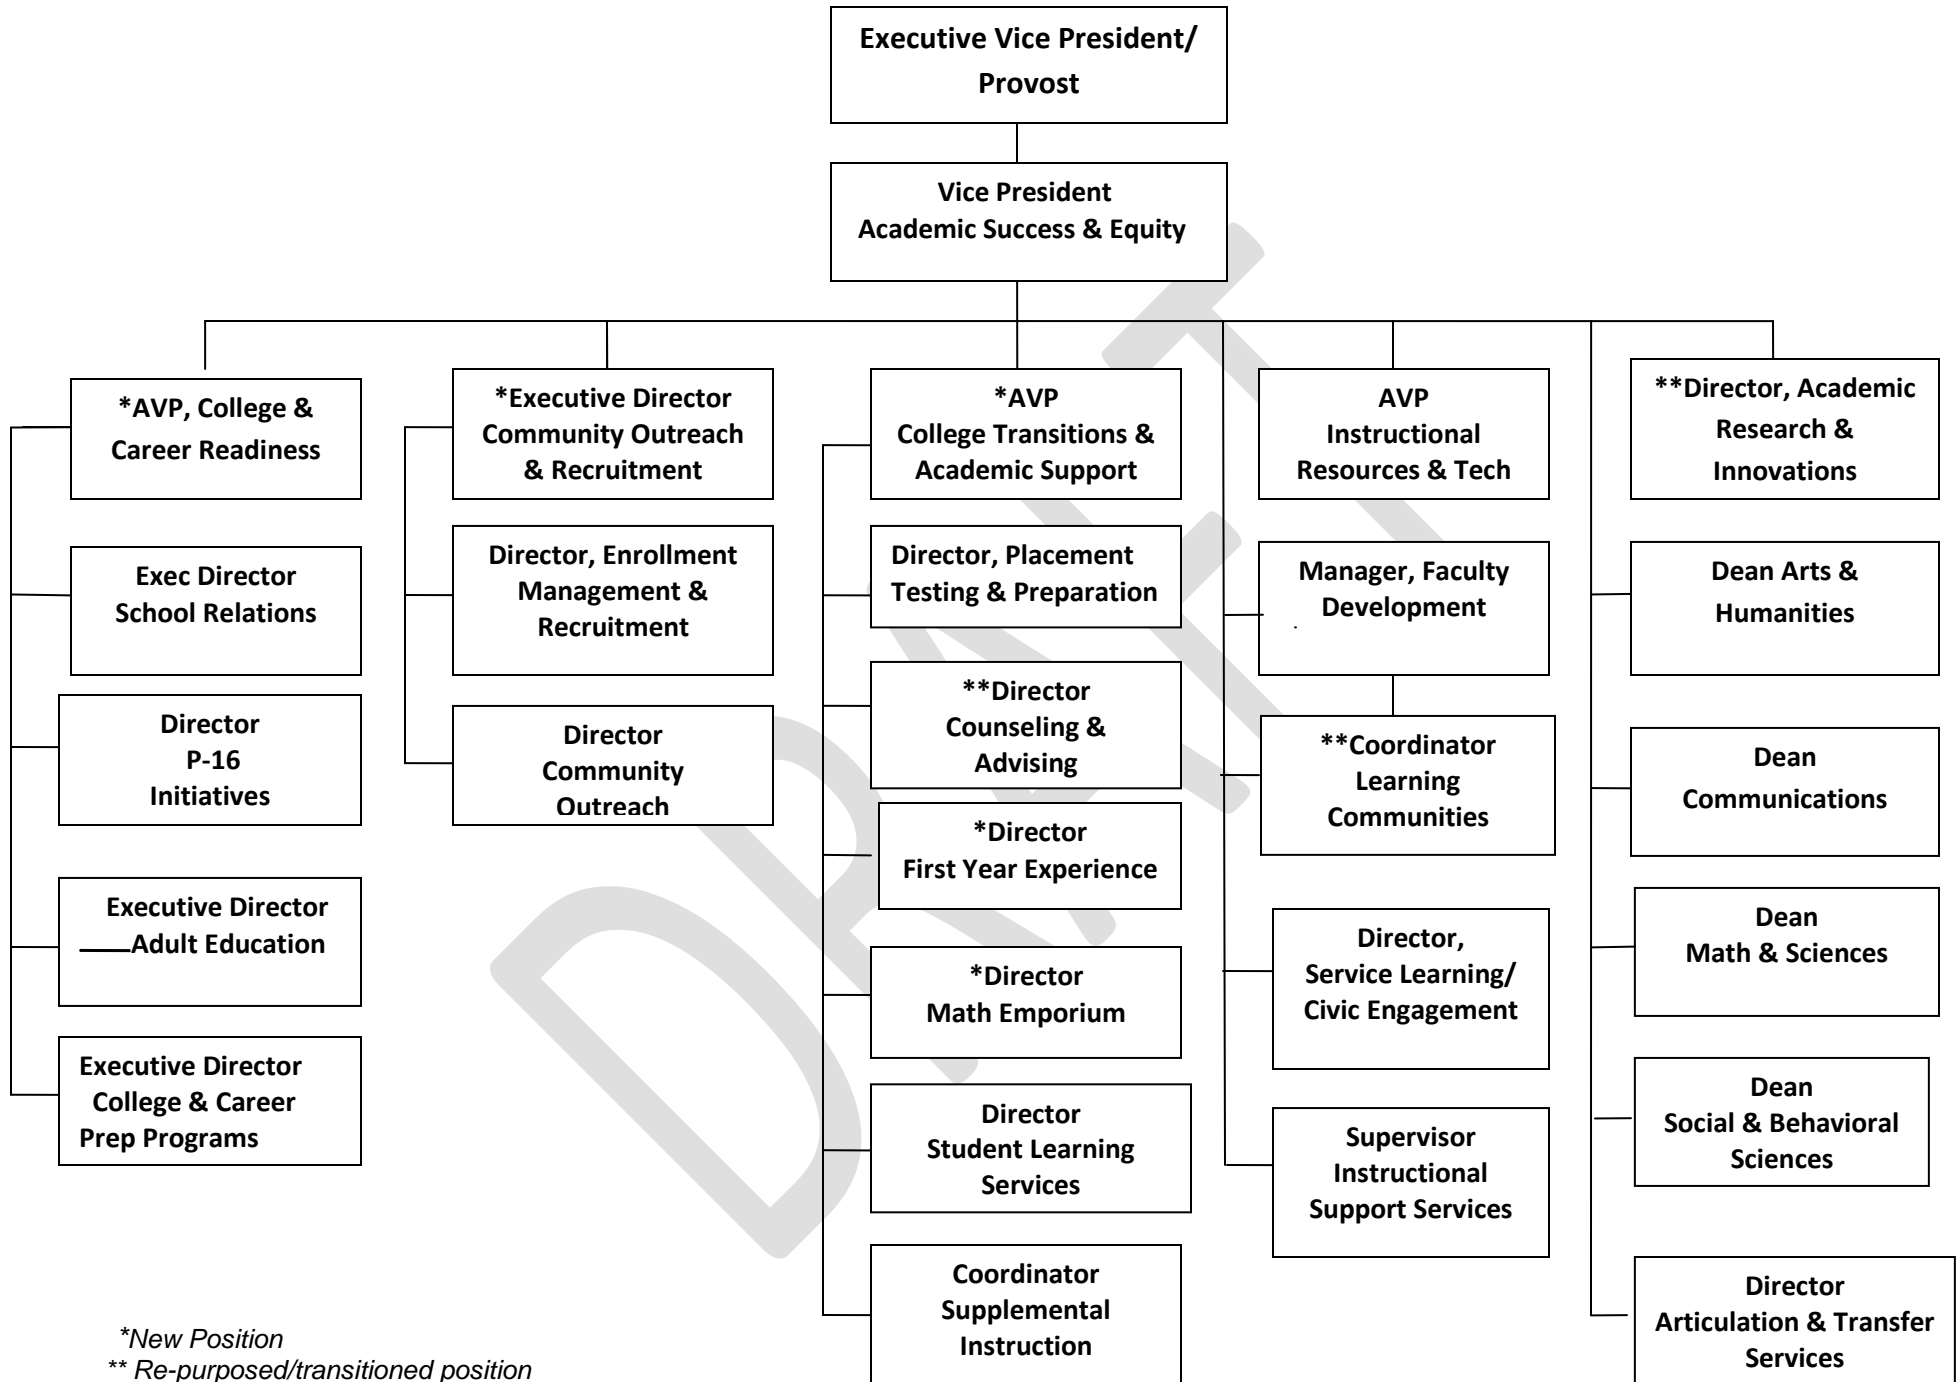 Executive Vice President/
Provost
Vice President
Academic Success & Equity
*AVP, College &
Career Readiness
Exec Director
School Relations
Director
P-16
Initiatives
Executive Director
Adult Education
Executive Director
College & Career
Prep Programs
*Executive Director
Community Outreach
& Recruitment
Director, Enrollment
Management &
Recruitment
Director
Community
Outreach
*AVP
College Transitions &
Academic Support
Director, Placement
Testing & Preparation
**Director
Counseling &
Advising
*Director
First Year Experience
*Director
Math Emporium
Director
Student Learning
Services
Coordinator
Supplemental
Instruction
AVP
Instructional
Resources & Tech
Manager, Faculty
Development
**Coordinator
Learning
Communities
Director,
Service Learning/
Civic Engagement
Supervisor
Instructional
Support Services
**Director, Academic
Research &
Innovations
Dean Arts &
Humanities
Dean
Communications
Dean
Math & Sciences
Dean
Social & Behavioral
Sciences
Director
Articulation & Transfer
Services
*New Position
** Re-purposed/transitioned position
DRAFT